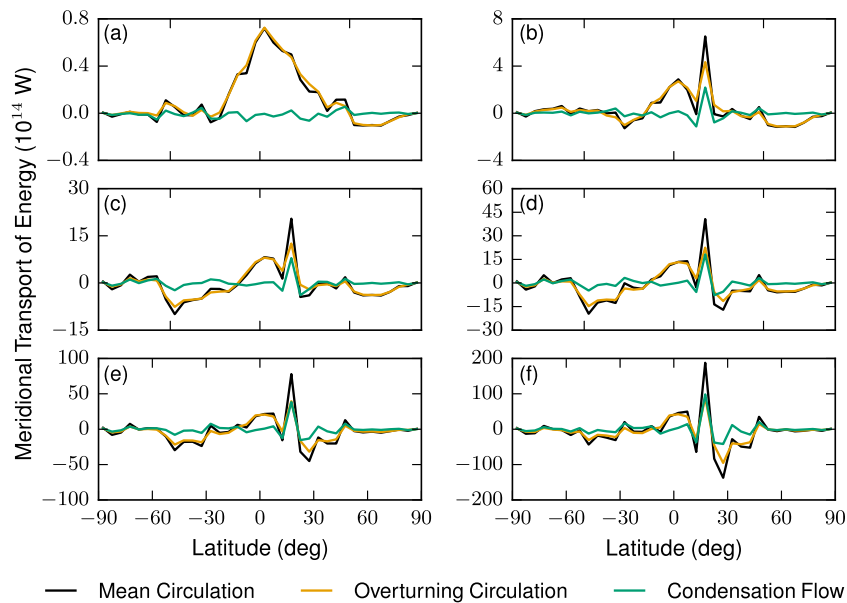 Meridional Transport of Energy (10^14 W)
(a)
0.8
0.4
0.0
−0.4
(b)
8
4
0
−4
(c)
30
15
0
−15
(d)
60
45
30
15
0
−15
−30
(e)
100
50
0
−50
−100
(f)
200
100
0
−100
−200
−90 −60 −30 0 30 60 90
−90 −60 −30 0 30 60 90
Latitude (deg)
Latitude (deg)
Mean Circulation Overturning Circulation Condensation Flow